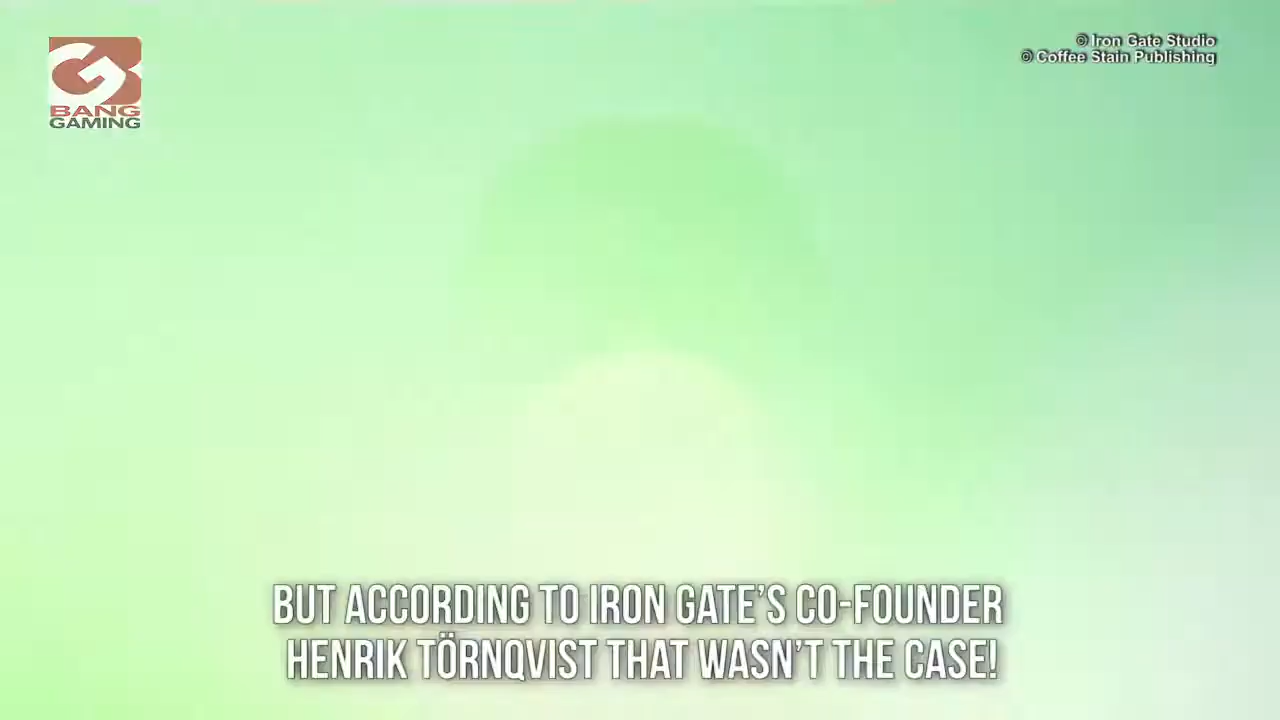 BANG
GAMING
© Iron Gate Studio
© Coffee Stain Publishing
BUT ACCORDING TO IRON GATE'S CO-FOUNDER
HENRIK TÖRNQVIST THAT WASN'T THE CASE!